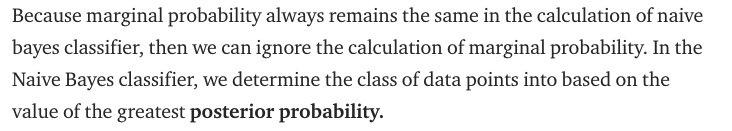 Because marginal probability always remains the same in the calculation of naive
bayes classifier, then we can ignore the calculation of marginal probability. In the
Naive Bayes classifier, we determine the class of data points into based on the
value of the greatest posterior probability.